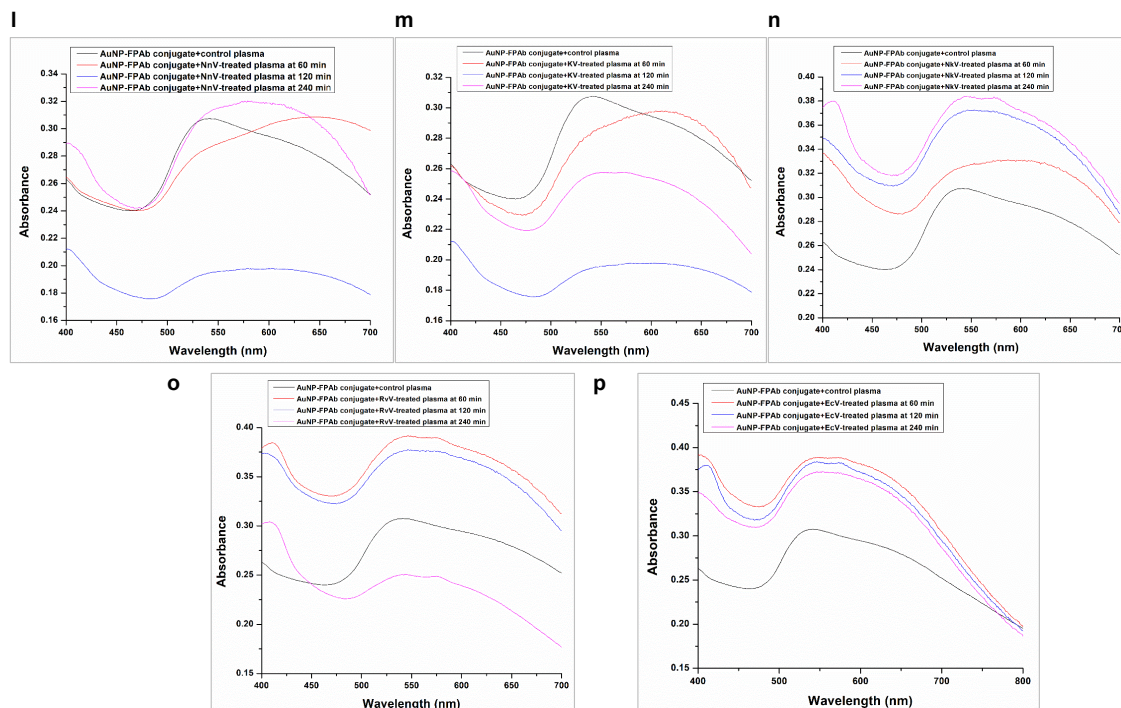 l
AuNP-FPAb conjugate+control plasma
AuNP-FPAb conjugate+NnV-treated plasma at 60 min
AuNP-FPAb conjugate+NnV-treated plasma at 120 min
AuNP-FPAb conjugate+NnV-treated plasma at 240 min
0.34
0.32
0.30
0.28
0.26
0.24
0.22
0.20
0.18
0.16
Absorbance
400 450 500 550 600 650 700
Wavelength (nm)
m
AuNP-FPAb conjugate+control plasma
AuNP-FPAb conjugate+KV-treated plasma at 60 min
AuNP-FPAb conjugate+KV-treated plasma at 120 min
AuNP-FPAb conjugate+KV-treated plasma at 240 min
0.32
0.30
0.28
0.26
0.24
0.22
0.20
0.18
0.16
Absorbance
400 450 500 550 600 650 700
Wavelength (nm)
n
AuNP-FPAb conjugate+control plasma
AuNP-FPAb conjugate+NkV-treated plasma at 60 min
AuNP-FPAb conjugate+NkV-treated plasma at 120 min
AuNP-FPAb conjugate+NkV-treated plasma at 240 min
0.40
0.38
0.36
0.34
0.32
0.30
0.28
0.26
0.24
0.22
0.20
Absorbance
400 450 500 550 600 650 700
Wavelength (nm)
o
AuNP-FPAb conjugate+control plasma
AuNP-FPAb conjugate+RvV-treated plasma at 60 min
AuNP-FPAb conjugate+RvV-treated plasma at 120 min
AuNP-FPAb conjugate+RvV-treated plasma at 240 min
0.40
0.35
0.30
0.25
0.20
0.15
Absorbance
400 450 500 550 600 650 700
Wavelength (nm)
p
AuNP-FPAb conjugate+control plasma
AuNP-FPAb conjugate+EcV-treated plasma at 60 min
AuNP-FPAb conjugate+EcV-treated plasma at 120 min
AuNP-FPAb conjugate+EcV-treated plasma at 240 min
0.45
0.40
0.35
0.30
0.25
0.20
0.15
Absorbance
400 500 600 700 800
Wavelength (nm)